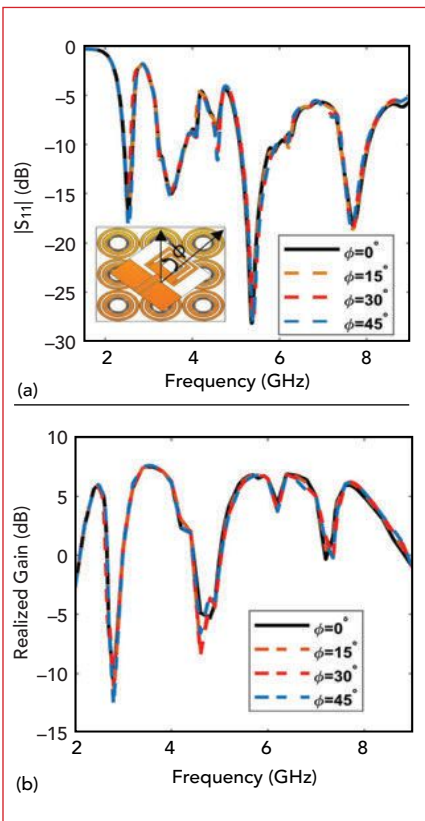 0
−5
−10
−15
−20
−25
−30
|S₁₁| (dB)
ϕ
ϕ=0°
ϕ=15°
ϕ=30°
ϕ=45°
2 4 6 8
(a)
Frequency (GHz)
10
5
0
−5
−10
−15
Realized Gain (dB)
ϕ=0°
ϕ=15°
ϕ=30°
ϕ=45°
2 4 6 8
(b)
Frequency (GHz)